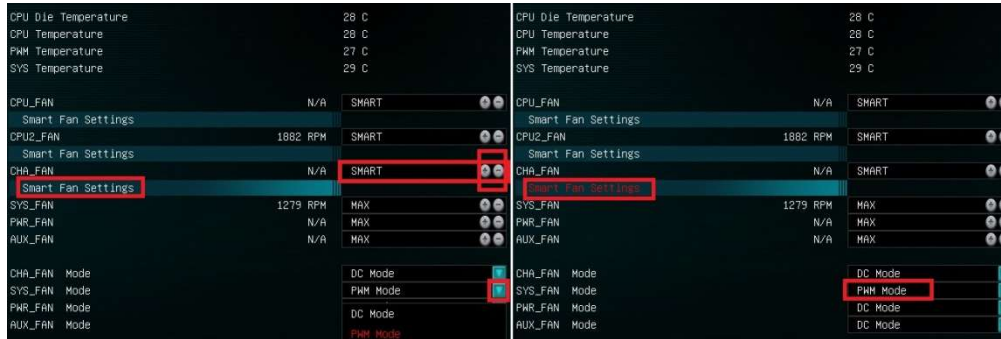 CPU Die Temperature 28 C
CPU Temperature 28 C
PWM Temperature 27 C
SYS Temperature 29 C
CPU_FAN N/A SMART
Smart Fan Settings
CPU2_FAN 1882 RPM SMART
Smart Fan Settings
CHA_FAN N/A SMART
Smart Fan Settings
SYS_FAN 1279 RPM MAX
PWR_FAN N/A MAX
AUX_FAN N/A MAX
CHA_FAN Mode DC Mode
SYS_FAN Mode PWM Mode
PWR_FAN Mode DC Mode
AUX_FAN Mode PWM Mode
CPU Die Temperature 28 C
CPU Temperature 28 C
PWM Temperature 27 C
SYS Temperature 29 C
CPU_FAN N/A SMART
Smart Fan Settings
CPU2_FAN 1882 RPM SMART
Smart Fan Settings
CHA_FAN N/A SMART
Smart Fan Settings
SYS_FAN 1279 RPM MAX
PWR_FAN N/A MAX
AUX_FAN N/A MAX
CHA_FAN Mode DC Mode
SYS_FAN Mode PWM Mode
PWR_FAN Mode DC Mode
AUX_FAN Mode DC Mode